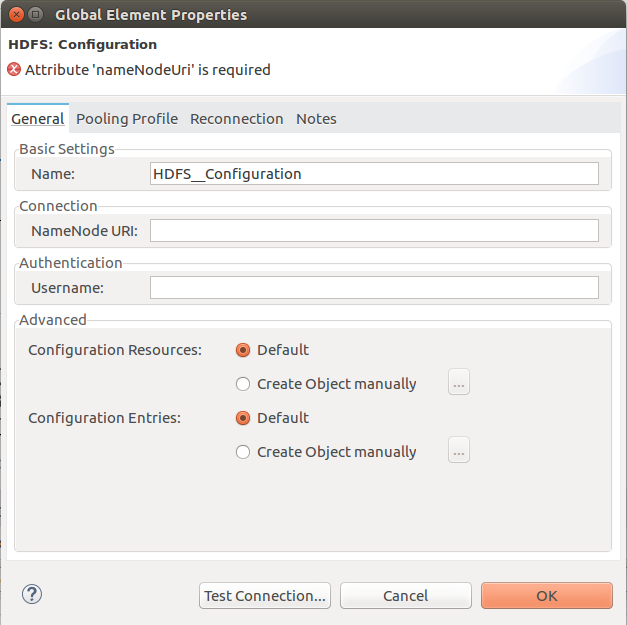 Global Element Properties
HDFS: Configuration
Attribute 'nameNodeUri' is required
General Pooling Profile Reconnection Notes
Basic Settings
Name: HDFS__Configuration
Connection
NameNode URI:
Authentication
Username:
Advanced
Configuration Resources: Default
Create Object manually ...
Configuration Entries: Default
Create Object manually ...
? Test Connection... Cancel OK